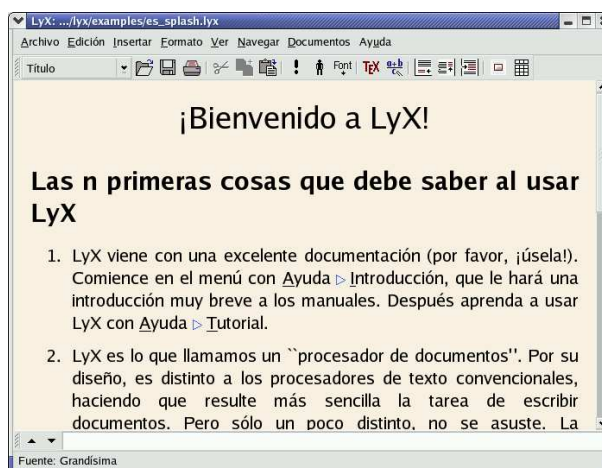 LyX: .../lyx/examples/es_splash.lyx
Archivo Edición Insertar Formato Ver Navegar Documentos Ayuda
Título Font TEX a+b c
¡Bienvenido a LyX!
Las n primeras cosas que debe saber al usar
LyX
1. LyX viene con una excelente documentación (por favor, ¡úsela!).
Comience en el menú con Ayuda ▷ Introducción, que le hará una
introducción muy breve a los manuales. Después aprenda a usar
LyX con Ayuda ▷ Tutorial.
2. LyX es lo que llamamos un ``procesador de documentos''. Por su
diseño, es distinto a los procesadores de texto convencionales,
haciendo que resulte más sencilla la tarea de escribir
documentos. Pero sólo un poco distinto, no se asuste. La
Fuente: Grandísima